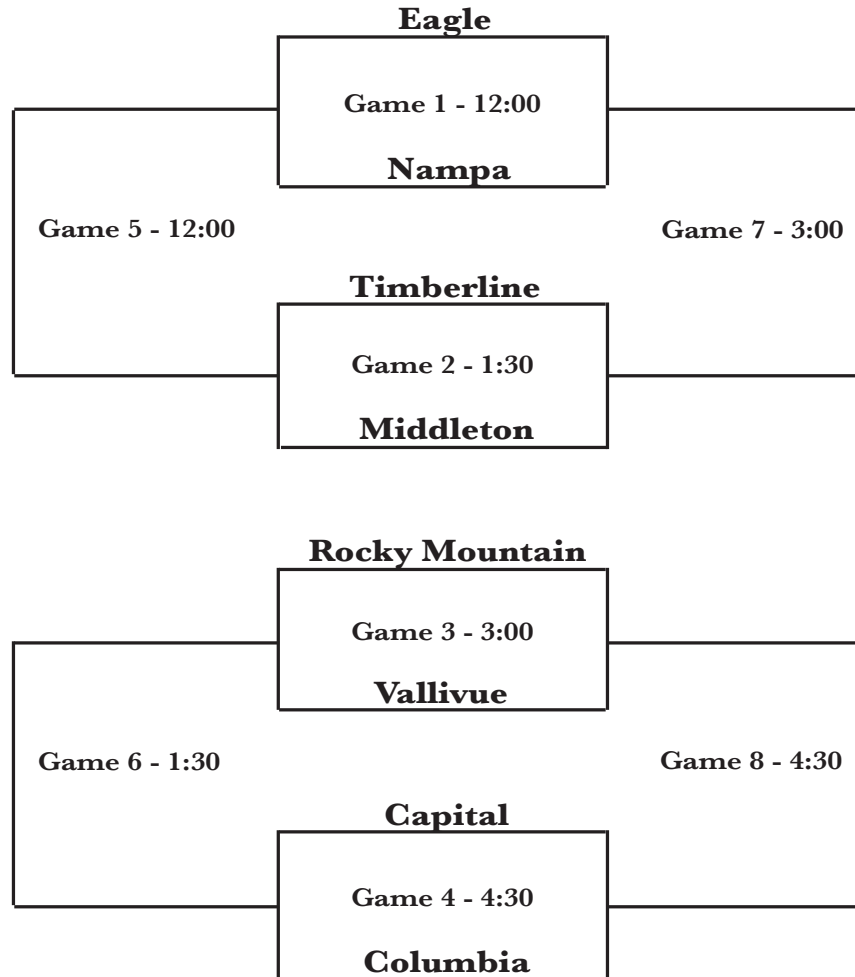 Eagle
Game 1 - 12:00
Nampa
Game 5 - 12:00
Game 7 - 3:00
Timberline
Game 2 - 1:30
Middleton
Rocky Mountain
Game 3 - 3:00
Vallivue
Game 6 - 1:30
Game 8 - 4:30
Capital
Game 4 - 4:30
Columbia